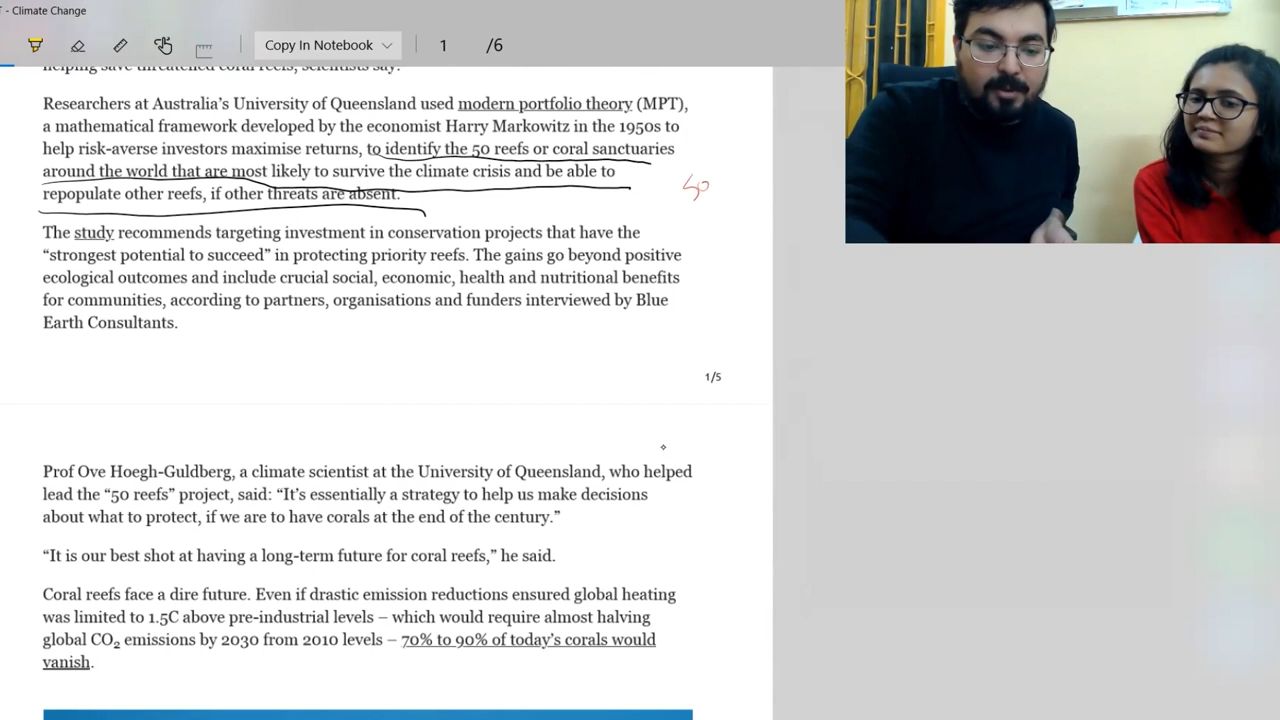 - Climate Change
Copy In Notebook
1 /6
helping save threatened coral reefs, scientists say.
Researchers at Australia’s University of Queensland used modern portfolio theory (MPT),
a mathematical framework developed by the economist Harry Markowitz in the 1950s to
help risk-averse investors maximise returns, to identify the 50 reefs or coral sanctuaries
around the world that are most likely to survive the climate crisis and be able to
repopulate other reefs, if other threats are absent.
50
The study recommends targeting investment in conservation projects that have the
“strongest potential to succeed” in protecting priority reefs. The gains go beyond positive
ecological outcomes and include crucial social, economic, health and nutritional benefits
for communities, according to partners, organisations and funders interviewed by Blue
Earth Consultants.
1/5
Prof Ove Hoegh-Guldberg, a climate scientist at the University of Queensland, who helped
lead the “50 reefs” project, said: “It’s essentially a strategy to help us make decisions
about what to protect, if we are to have corals at the end of the century.”
“It is our best shot at having a long-term future for coral reefs,” he said.
Coral reefs face a dire future. Even if drastic emission reductions ensured global heating
was limited to 1.5C above pre-industrial levels – which would require almost halving
global CO₂ emissions by 2030 from 2010 levels – 70% to 90% of today’s corals would
vanish.